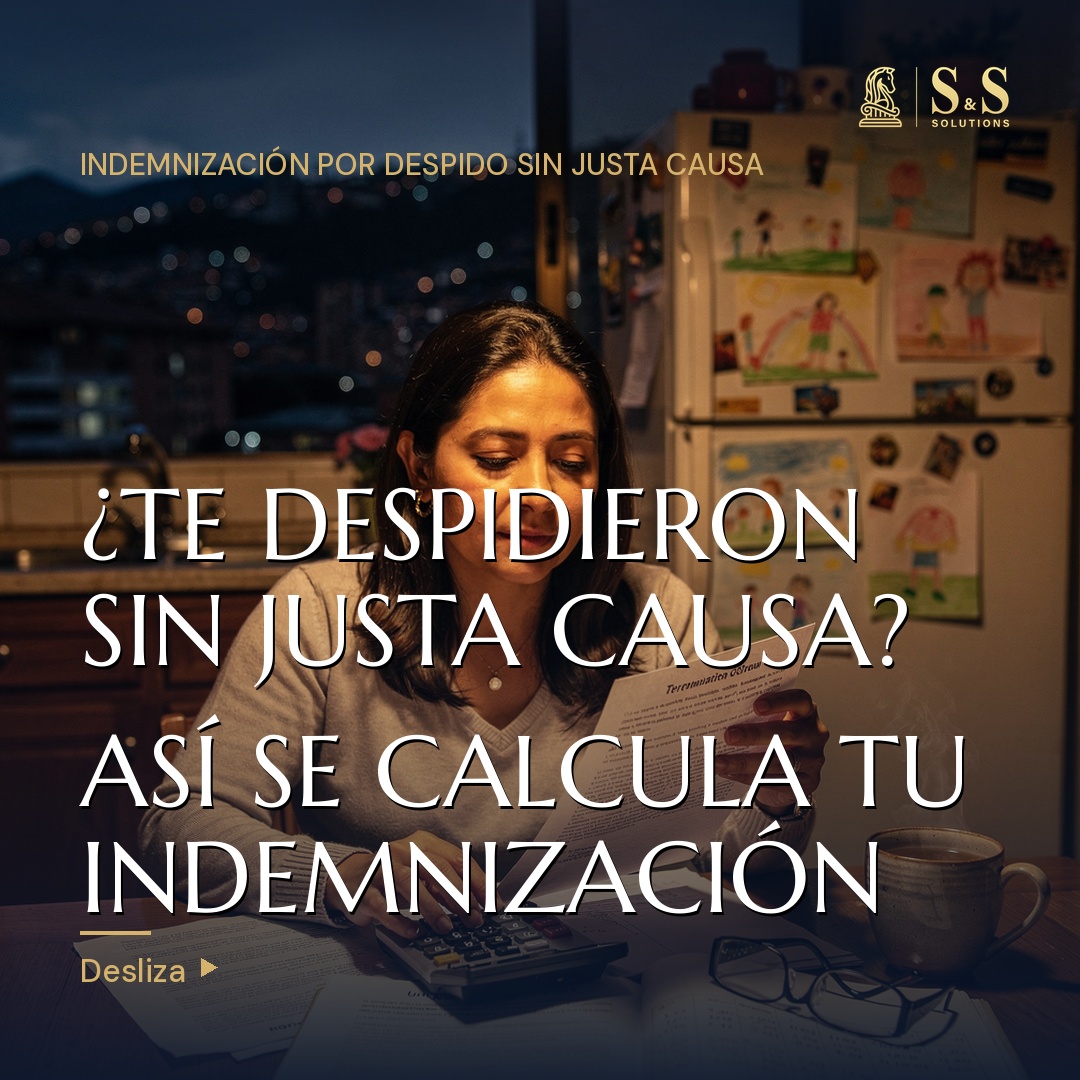 S&S
SOLUTIONS
INDEMNIZACIÓN POR DESPIDO SIN JUSTA CAUSA
¿TE DESPIDIERON
SIN JUSTA CAUSA?
ASÍ SE CALCULA TU
INDEMNIZACIÓN
Desliza